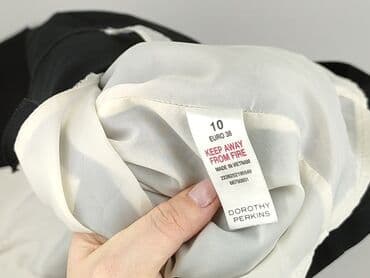 10
EURO 38
KEEP AWAY
FROM FIRE
MADE IN VIETNAM
DOROTHY
PERKINS